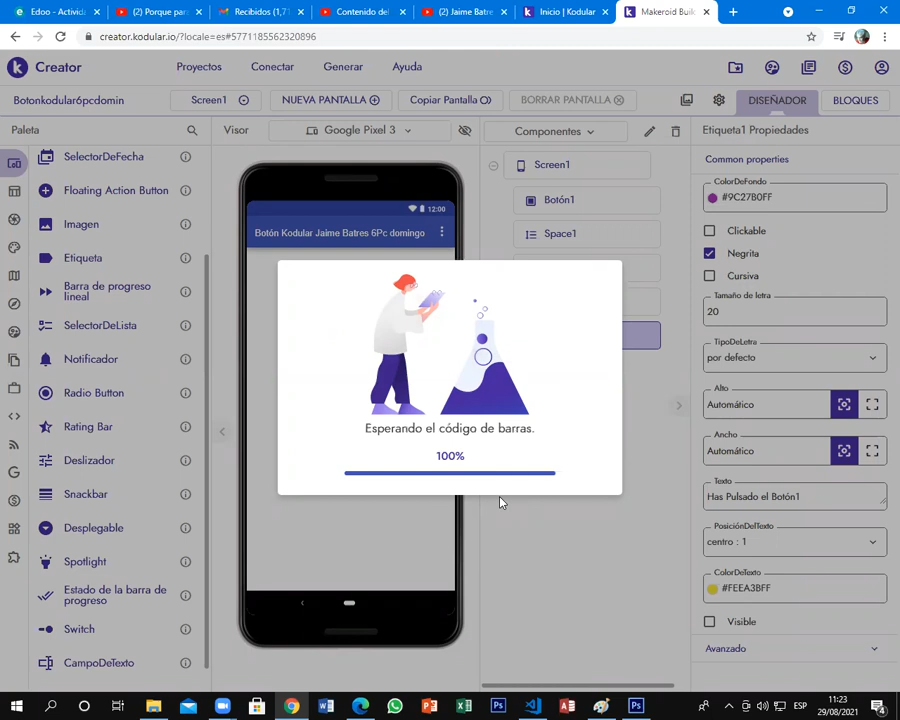 Edoo - Activida
(2) Porque par
Recibidos (1,71
Contenido del
(2) Jaime Batre
Inicio | Kodular
Makeroid Buil
creator.kodular.io/?locale=es#5771185562320896
Creator
Proyectos
Conectar
Generar
Ayuda
Botonkodular6pcdomin
Screen1
NUEVA PANTALLA
Copiar Pantalla
BORRAR PANTALLA
DISEÑADOR
BLOQUES
Paleta
Visor
Google Pixel 3
Componentes
Etiqueta1 Propiedades
SelectorDeFecha
Floating Action Button
Imagen
Etiqueta
Barra de progreso
lineal
SelectorDeLista
Notificador
Radio Button
Rating Bar
Deslizador
Snackbar
Desplegable
Spotlight
Estado de la barra de
progreso
Switch
CampoDeTexto
12:00
Botón Kodular Jaime Batres 6Pc domingo
Esperando el código de barras.
100%
Screen1
Botón1
Space1
Common properties
ColorDeFondo
#9C27B0FF
Clickable
Negrita
Cursiva
Tamaño de letra
20
TipoDeLetra
por defecto
Alto
Automático
Ancho
Automático
Texto
Has Pulsado el Botón1
PosiciónDelTexto
centro : 1
ColorDeTexto
#FEEA3BFF
Visible
Avanzado
ESP
11:23
29/08/2021
4